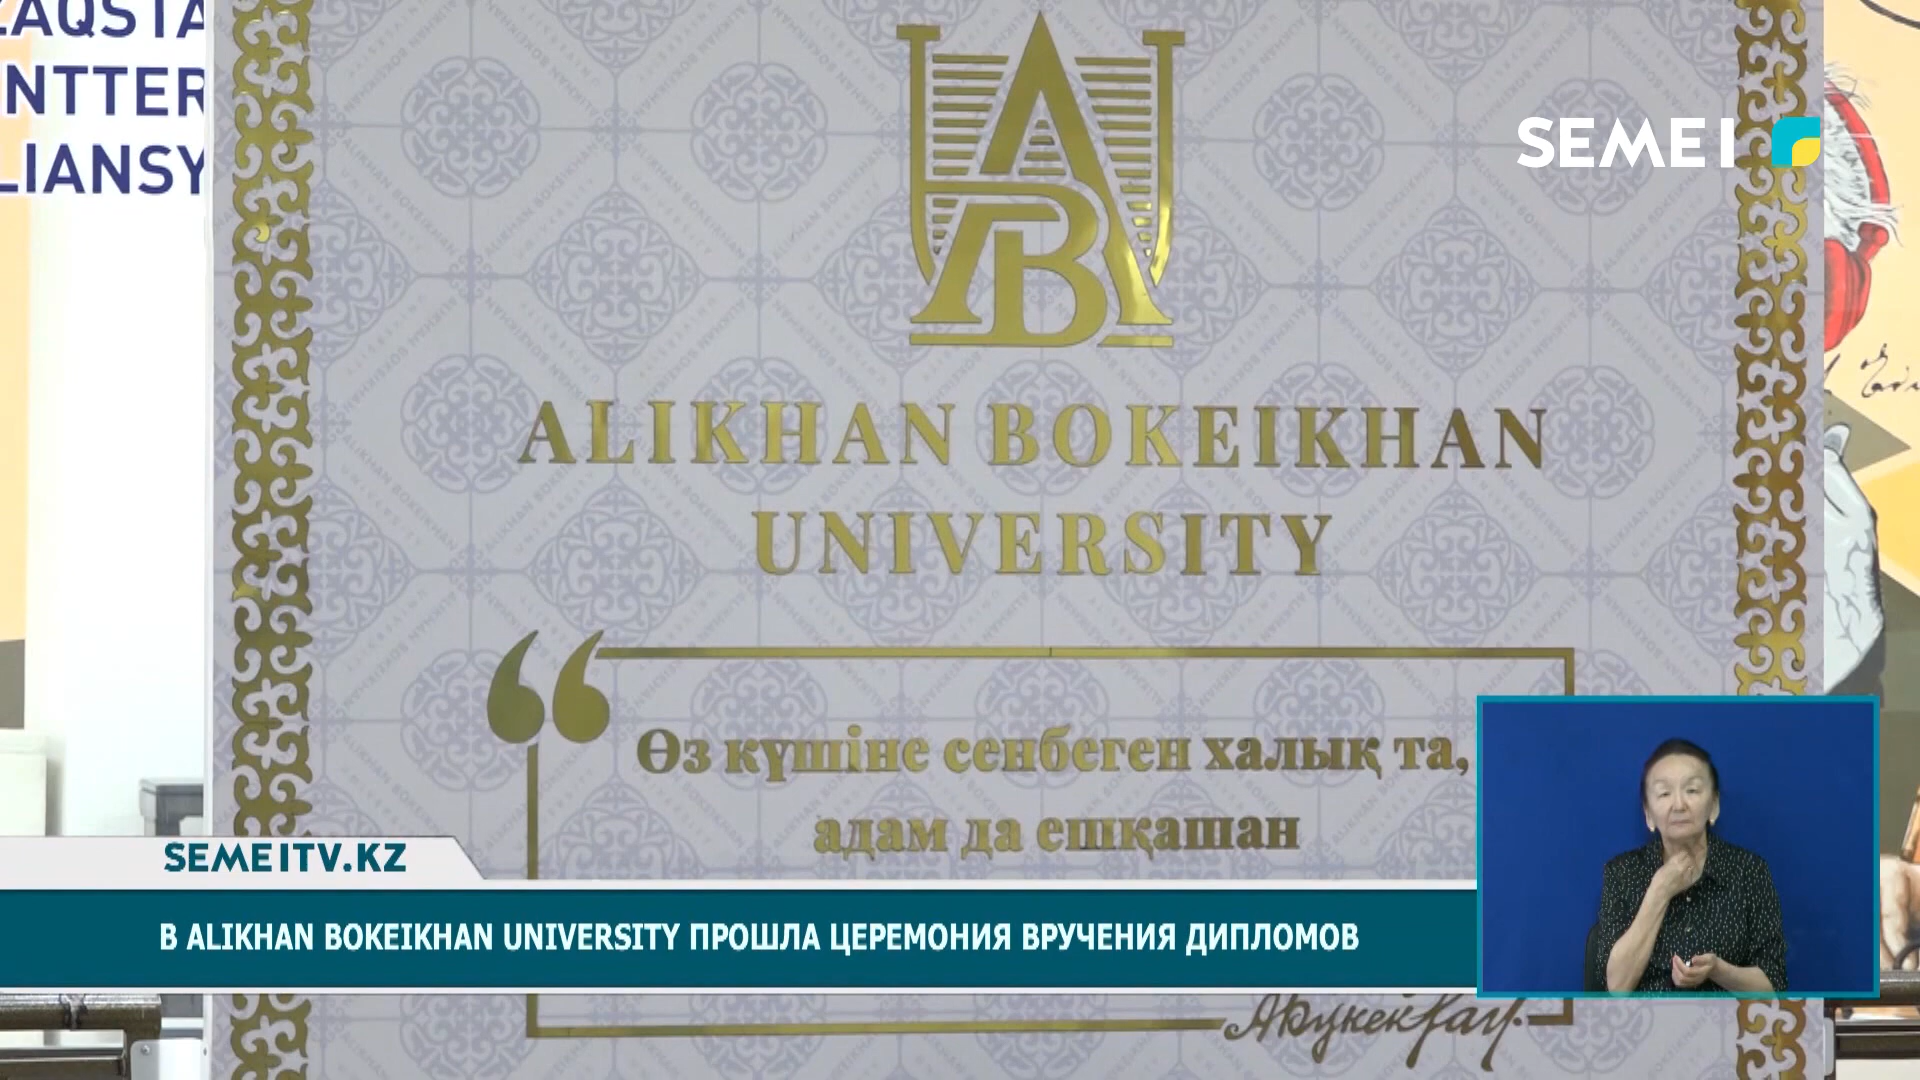 ZAQSTA
NTTER
LIANSY
SEMEI
ALIKHAN BOKEIKHAN
UNIVERSITY
“
Өз күшіне сенбеген халық та,
адам да ешқашан
SEMEITV.KZ
В ALIKHAN BOKEIKHAN UNIVERSITY ПРОШЛА ЦЕРЕМОНИЯ ВРУЧЕНИЯ ДИПЛОМОВ